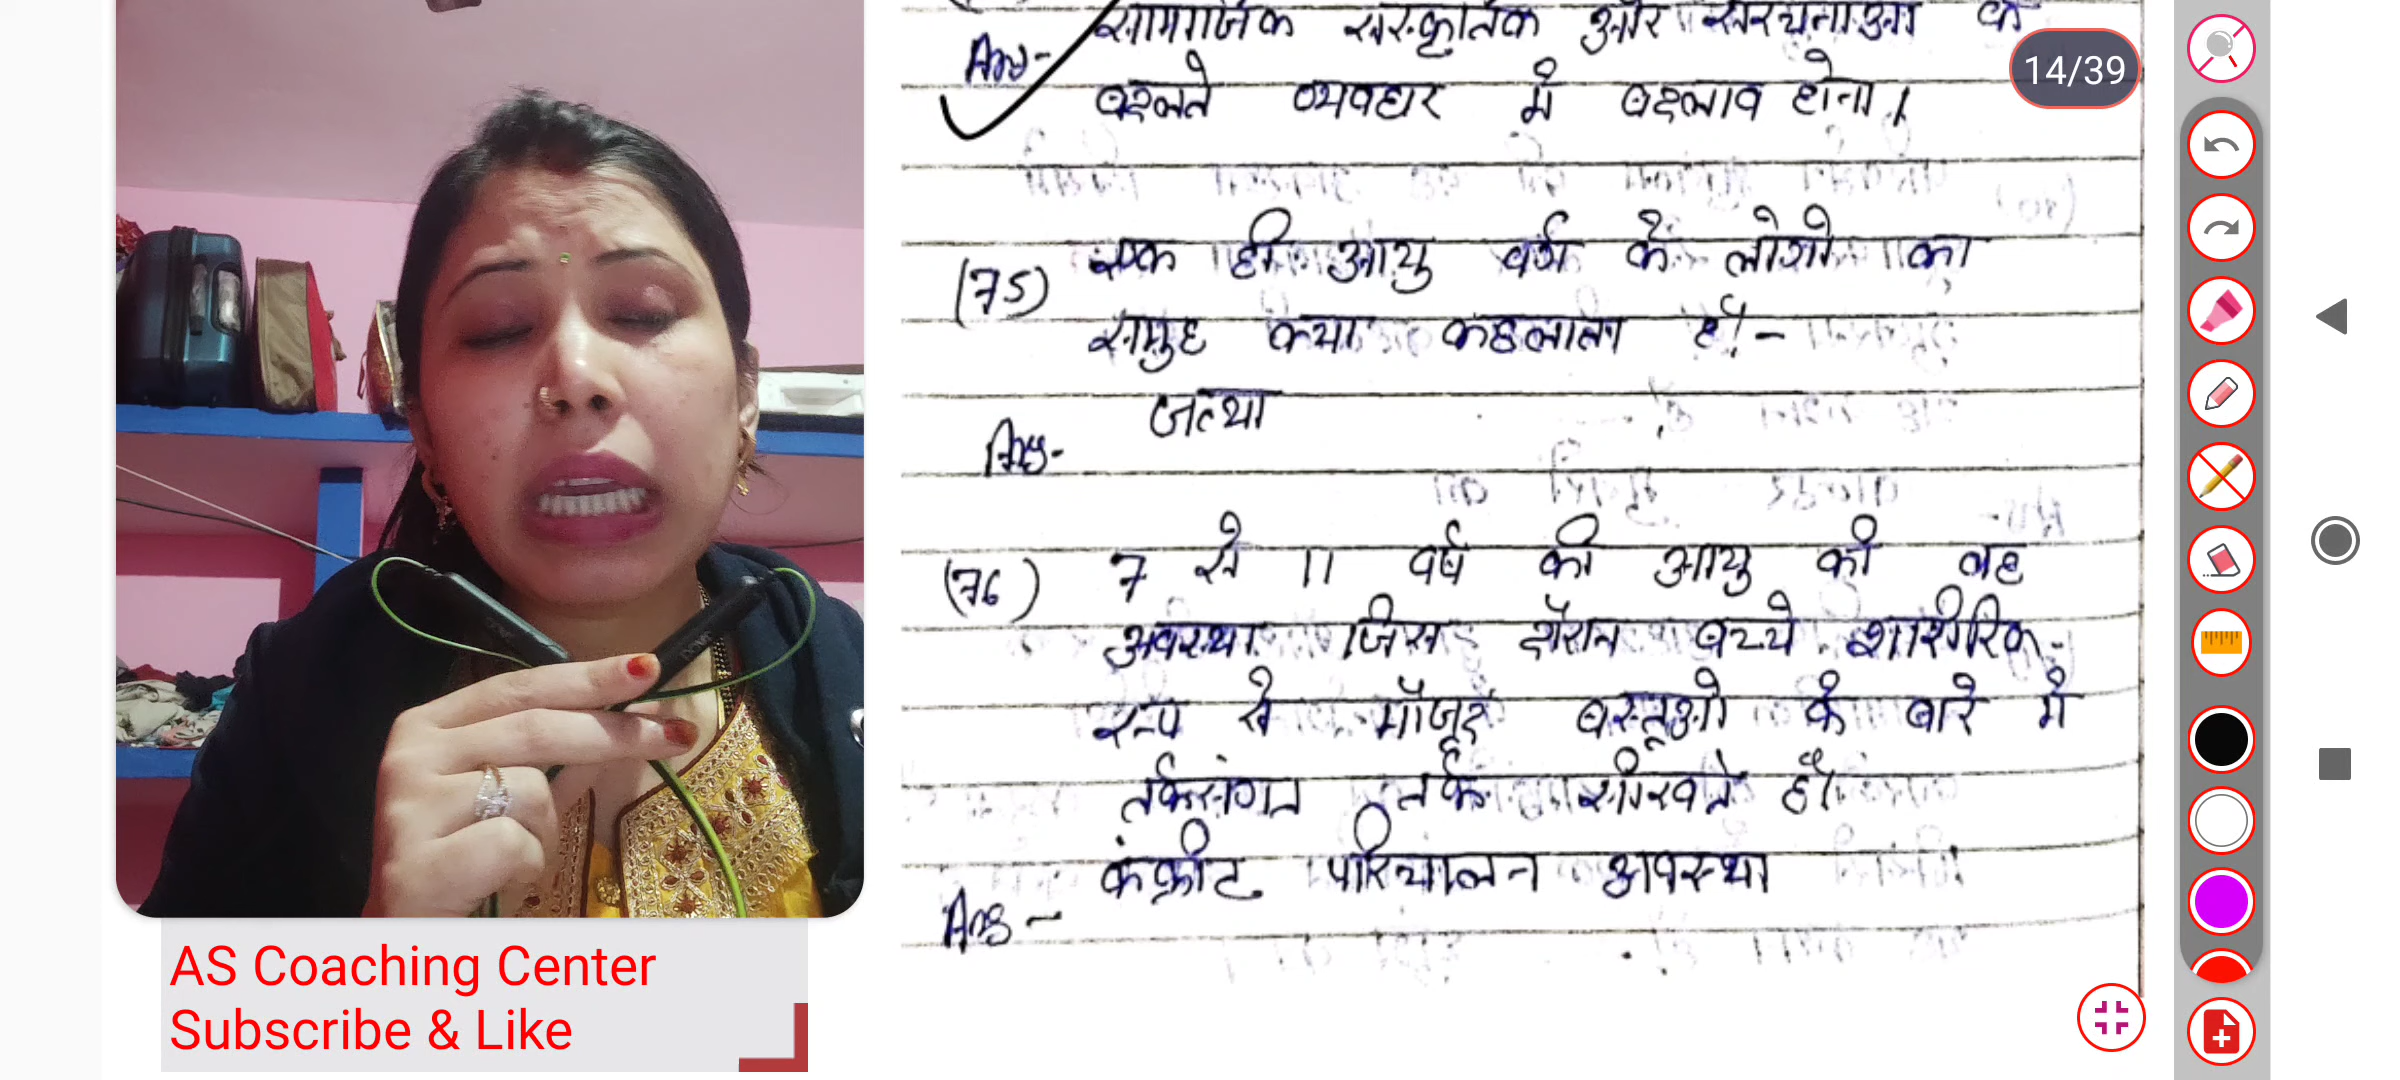 सामाजिक संस्कृतिक और संरचनाओं के
Ans- बदलते व्यवहार में बदलाव होना।
14/39
(75) एक ही आयु वर्ग के लोगों का
समुह क्या कहलाता है।-
Ans- जत्था
(76) 7 से 11 वर्ष की आयु की वह
अवस्था जिस दौरान बच्चे शारीरिक-
रूप से मौजूद बस्तूओं के बारे में
तर्कसंगत तर्क सीखते हैं।
Ans- कंक्रीट परिचालन अवस्था
AS Coaching Center
Subscribe & Like